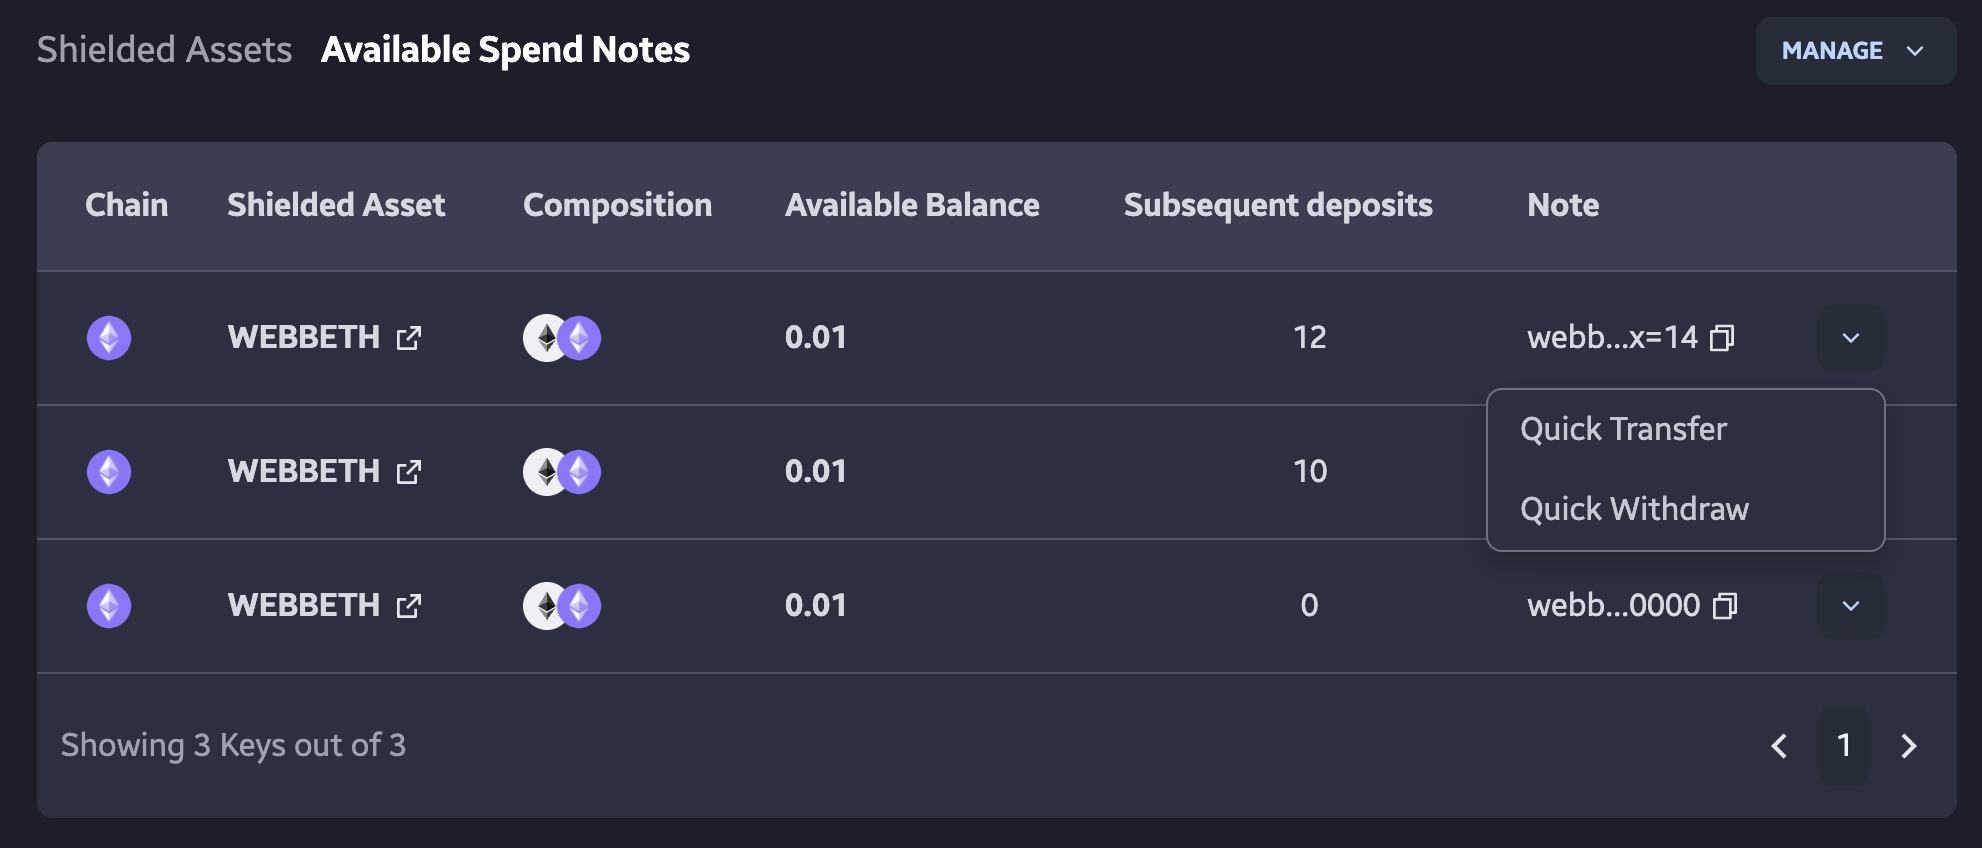 Shielded Assets Available Spend Notes MANAGE
Chain Shielded Asset Composition Available Balance Subsequent deposits Note
WEBBETH 0.01 12 webb...x=14
Quick Transfer
WEBBETH 0.01 10
Quick Withdraw
WEBBETH 0.01 0 webb...0000
Showing 3 Keys out of 3 1